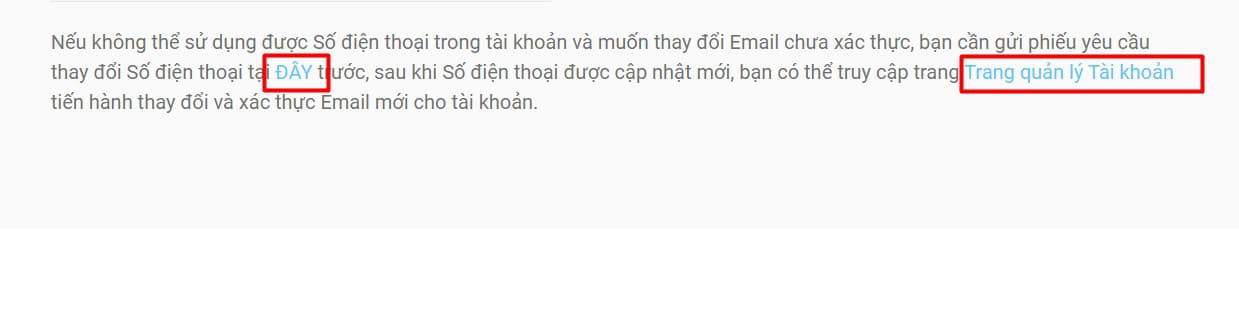 Nếu không thể sử dụng được Số điện thoại trong tài khoản và muốn thay đổi Email chưa xác thực, bạn cần gửi phiếu yêu cầu
thay đổi Số điện thoại tại ĐÂY trước, sau khi Số điện thoại được cập nhật mới, bạn có thể truy cập trang Trang quản lý Tài khoản
tiến hành thay đổi và xác thực Email mới cho tài khoản.